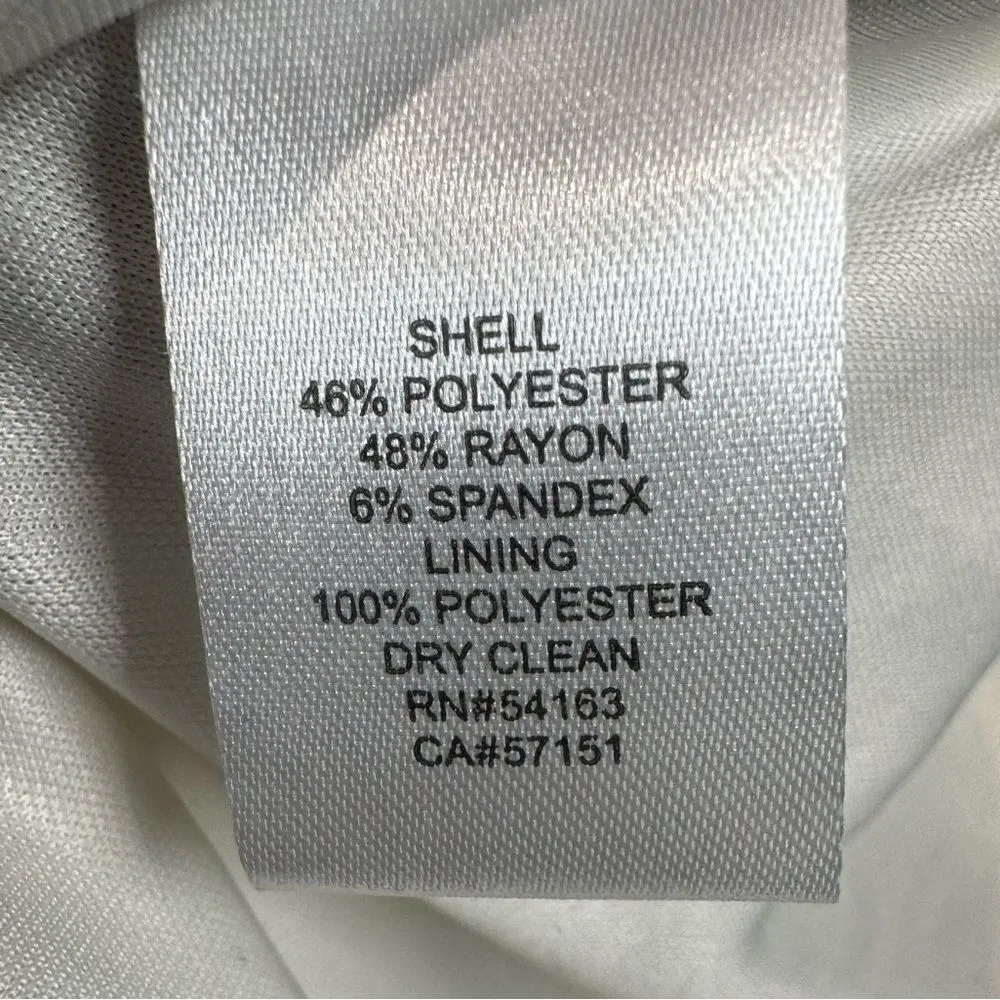 SHELL
46% POLYESTER
48% RAYON
6% SPANDEX
LINING
100% POLYESTER
DRY CLEAN
RN#54163
CA#57151